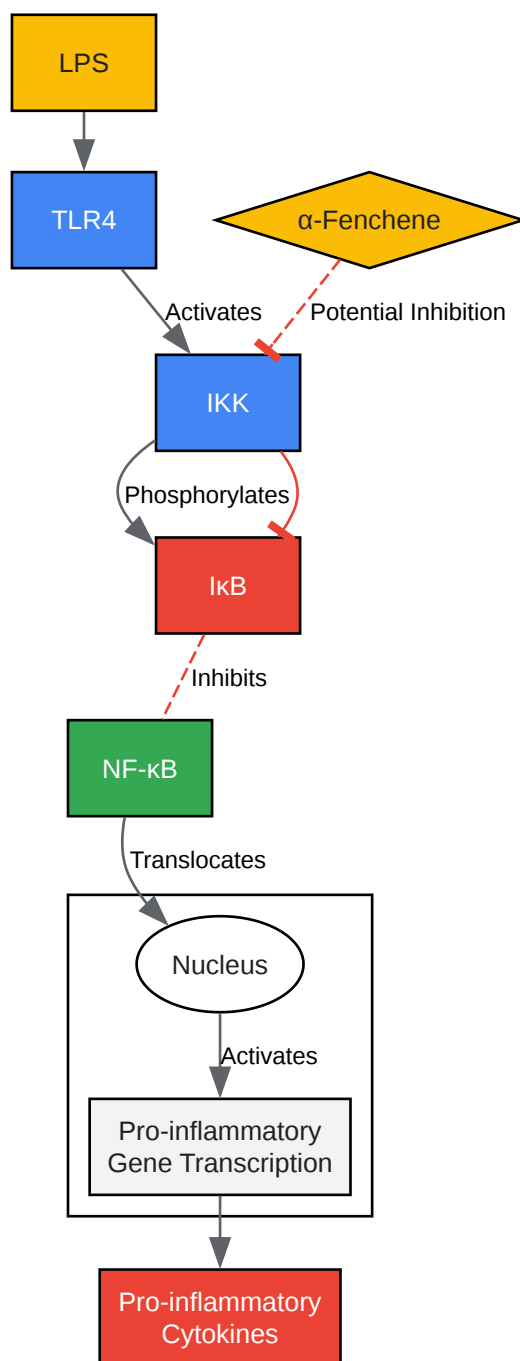 LPS
TLR4
α-Fenchene
Activates
Potential Inhibition
IKK
Phosphorylates
IκB
Inhibits
NF-κB
Translocates
Nucleus
Activates
Pro-inflammatory
Gene Transcription
Pro-inflammatory
Cytokines